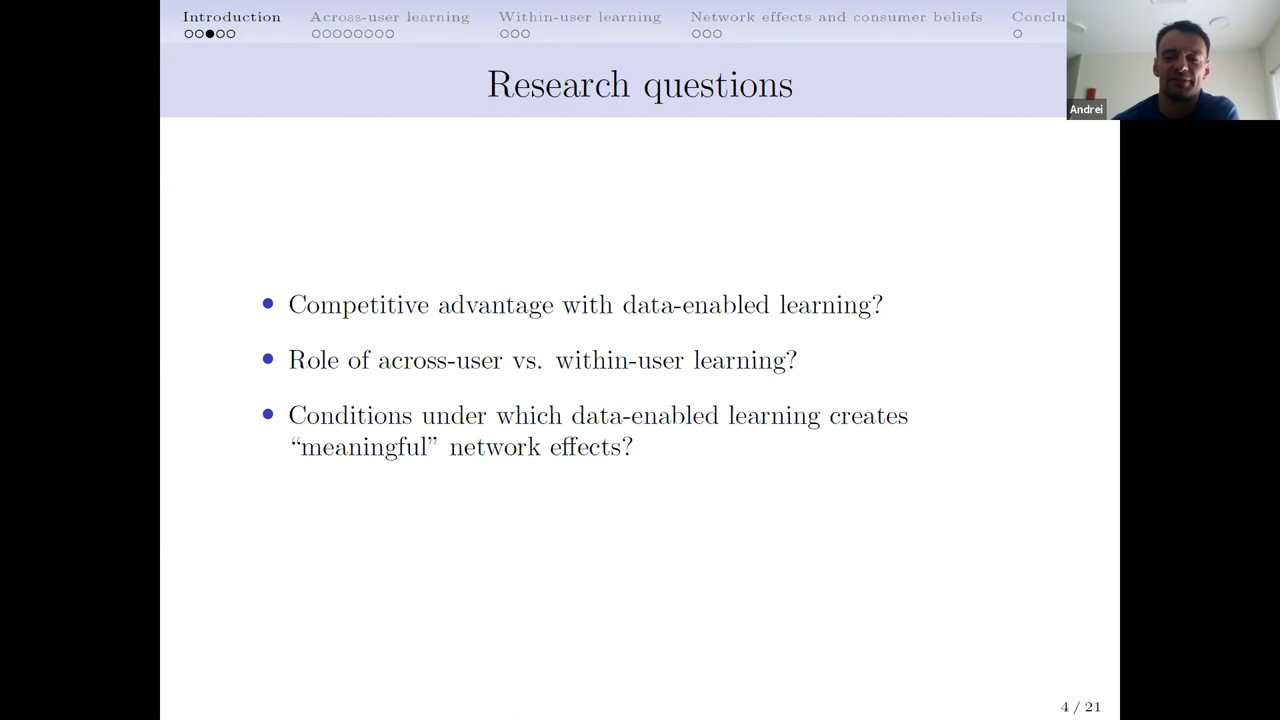 Introduction Across-user learning Within-user learning Network effects and consumer beliefs Conclu
Research questions
Andrei
• Competitive advantage with data-enabled learning?
• Role of across-user vs. within-user learning?
• Conditions under which data-enabled learning creates
“meaningful” network effects?
4 / 21